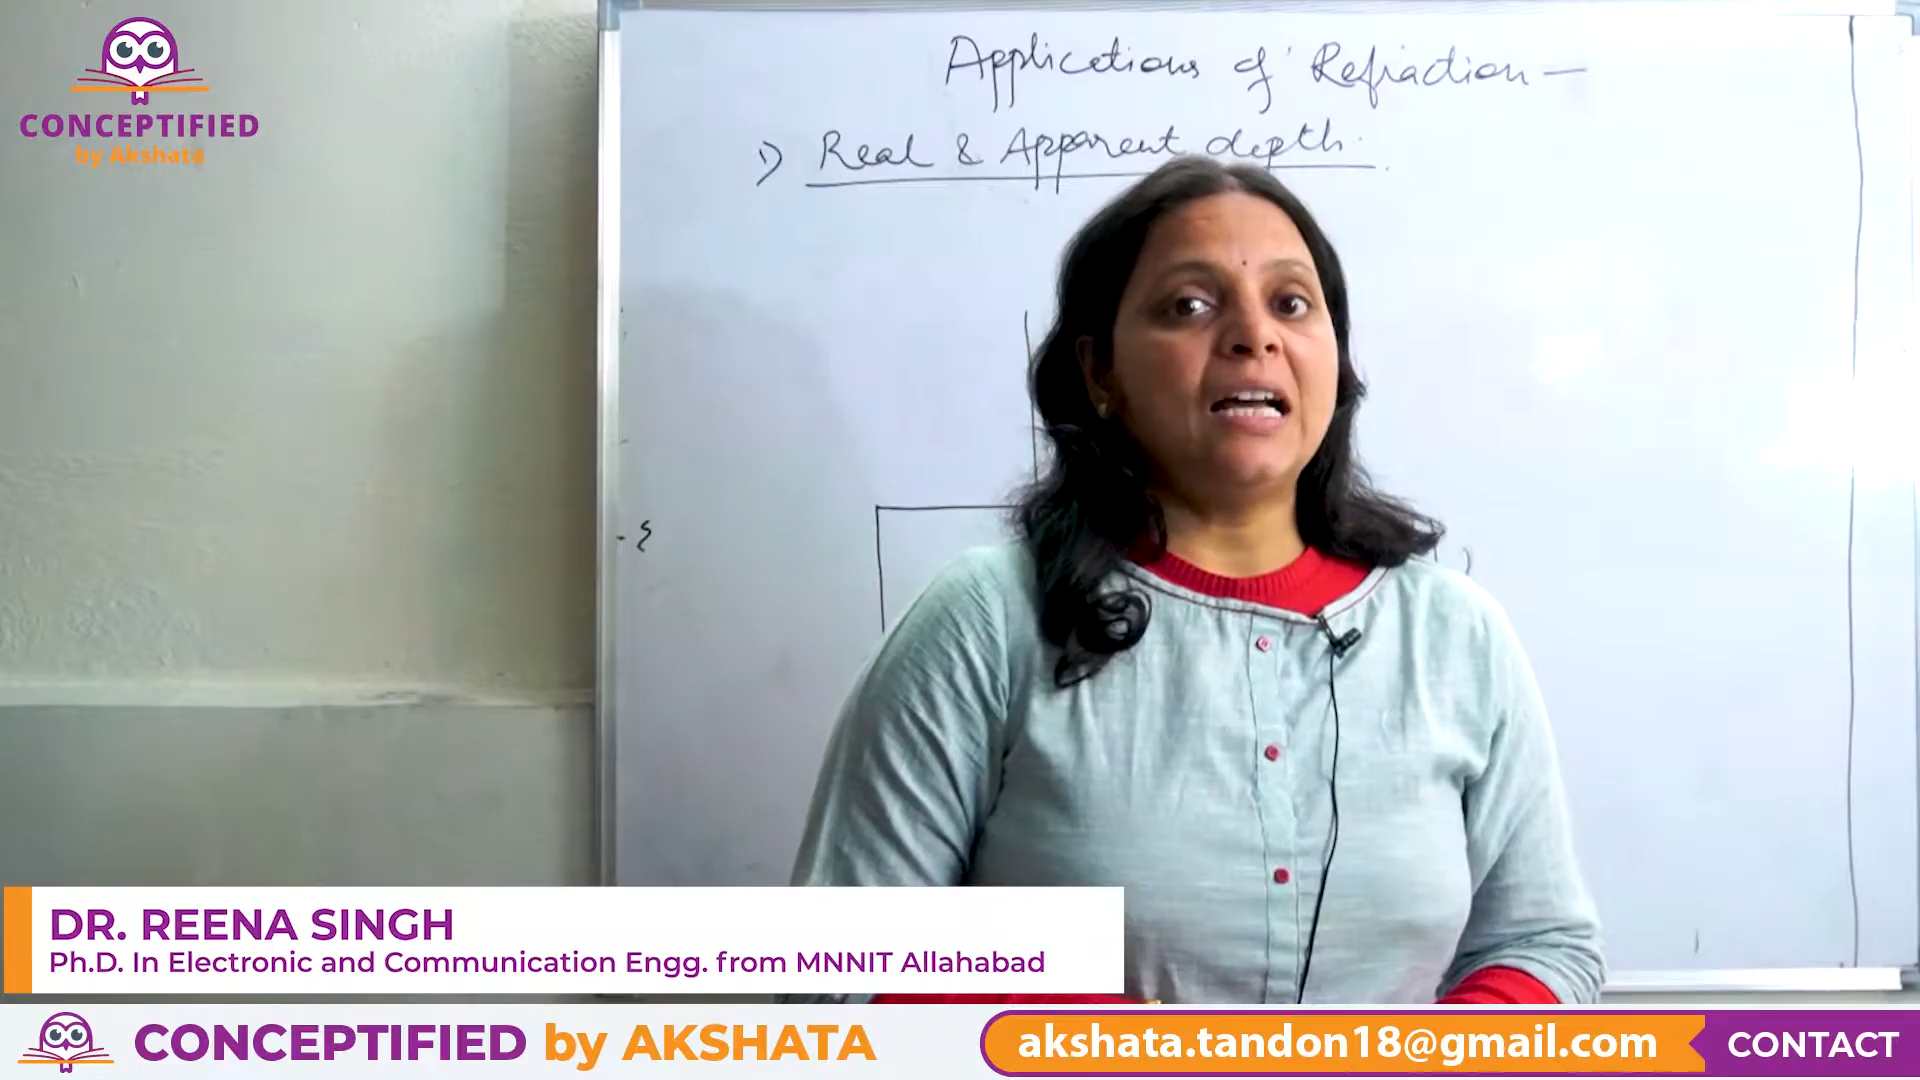 CONCEPTIFIED
by Akshata
Applications of Refraction —
1) Real & Apparent depth.
DR. REENA SINGH
Ph.D. In Electronic and Communication Engg. from MNNIT Allahabad
CONCEPTIFIED by AKSHATA
akshata.tandon18@gmail.com
CONTACT